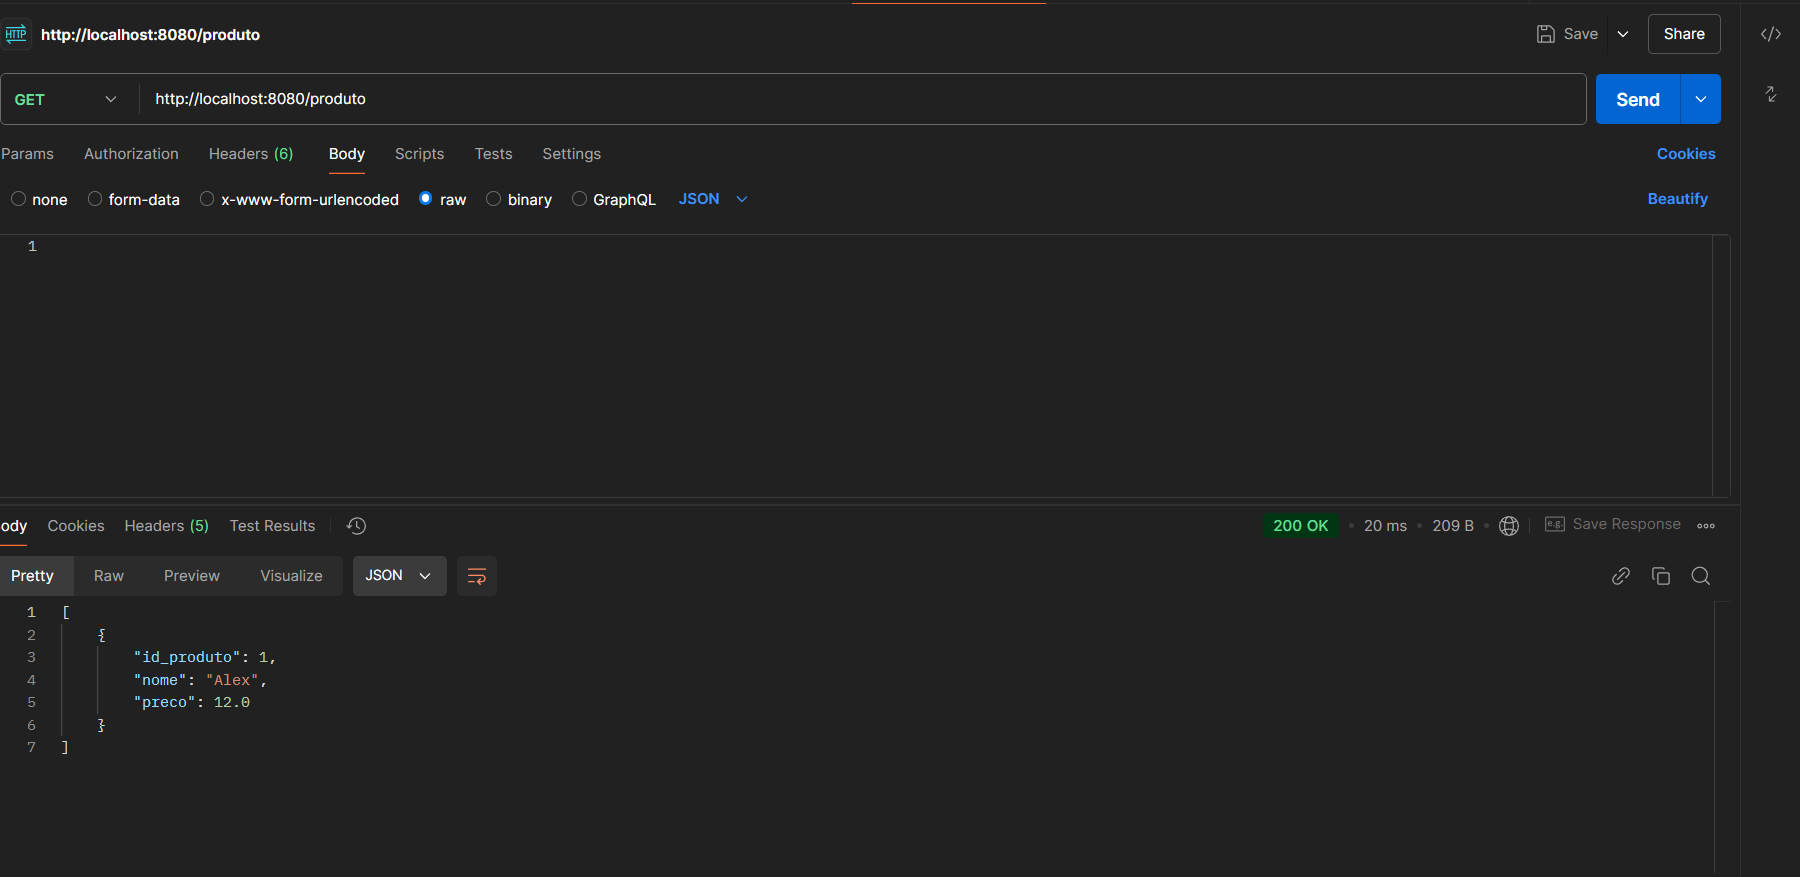 HTTP http://localhost:8080/produto Save Share
GET http://localhost:8080/produto Send
Params Authorization Headers (6) Body Scripts Tests Settings Cookies
none form-data x-www-form-urlencoded raw binary GraphQL JSON Beautify
1
ody Cookies Headers (5) Test Results 200 OK • 20 ms • 209 B • e.g. Save Response
Pretty Raw Preview Visualize JSON
1 [
2 {
3 "id_produto": 1,
4 "nome": "Alex",
5 "preco": 12.0
6 }
7 ]